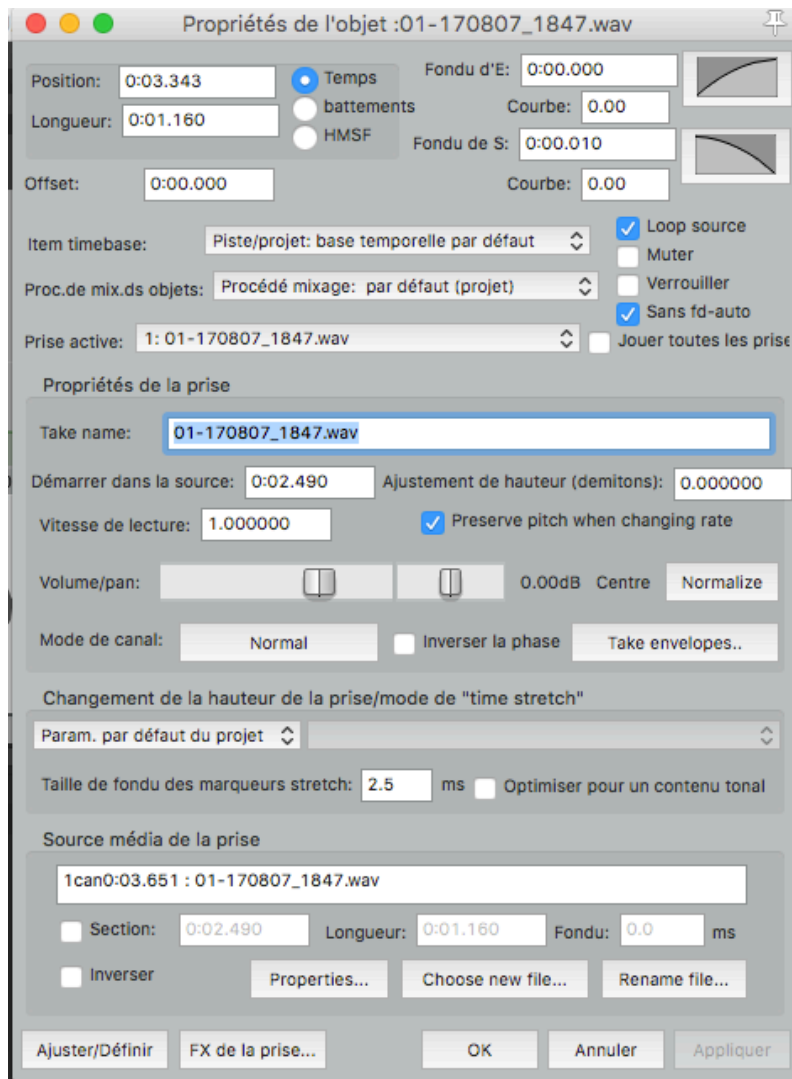 Propriétés de l'objet :01-170807_1847.wav
Position: 0:03.343 Temps Fondu d'E: 0:00.000
battements Courbe: 0.00
Longueur: 0:01.160 HMSF Fondu de S: 0:00.010
Offset: 0:00.000 Courbe: 0.00
Item timebase: Piste/projet: base temporelle par défaut Loop source
Muter
Proc.de mix.ds objets: Procédé mixage: par défaut (projet) Verrouiller
Sans fd-auto
Prise active: 1: 01-170807_1847.wav Jouer toutes les prise
Propriétés de la prise
Take name: 01-170807_1847.wav
Démarrer dans la source: 0:02.490 Ajustement de hauteur (demitons): 0.000000
Vitesse de lecture: 1.000000 Preserve pitch when changing rate
Volume/pan: 0.00dB Centre Normalize
Mode de canal: Normal Inverser la phase Take envelopes..
Changement de la hauteur de la prise/mode de "time stretch"
Param. par défaut du projet
Taille de fondu des marqueurs stretch: 2.5 ms Optimiser pour un contenu tonal
Source média de la prise
1can0:03.651 : 01-170807_1847.wav
Section: 0:02.490 Longueur: 0:01.160 Fondu: 0.0 ms
Inverser Properties... Choose new file... Rename file...
Ajuster/Définir FX de la prise... OK Annuler Appliquer